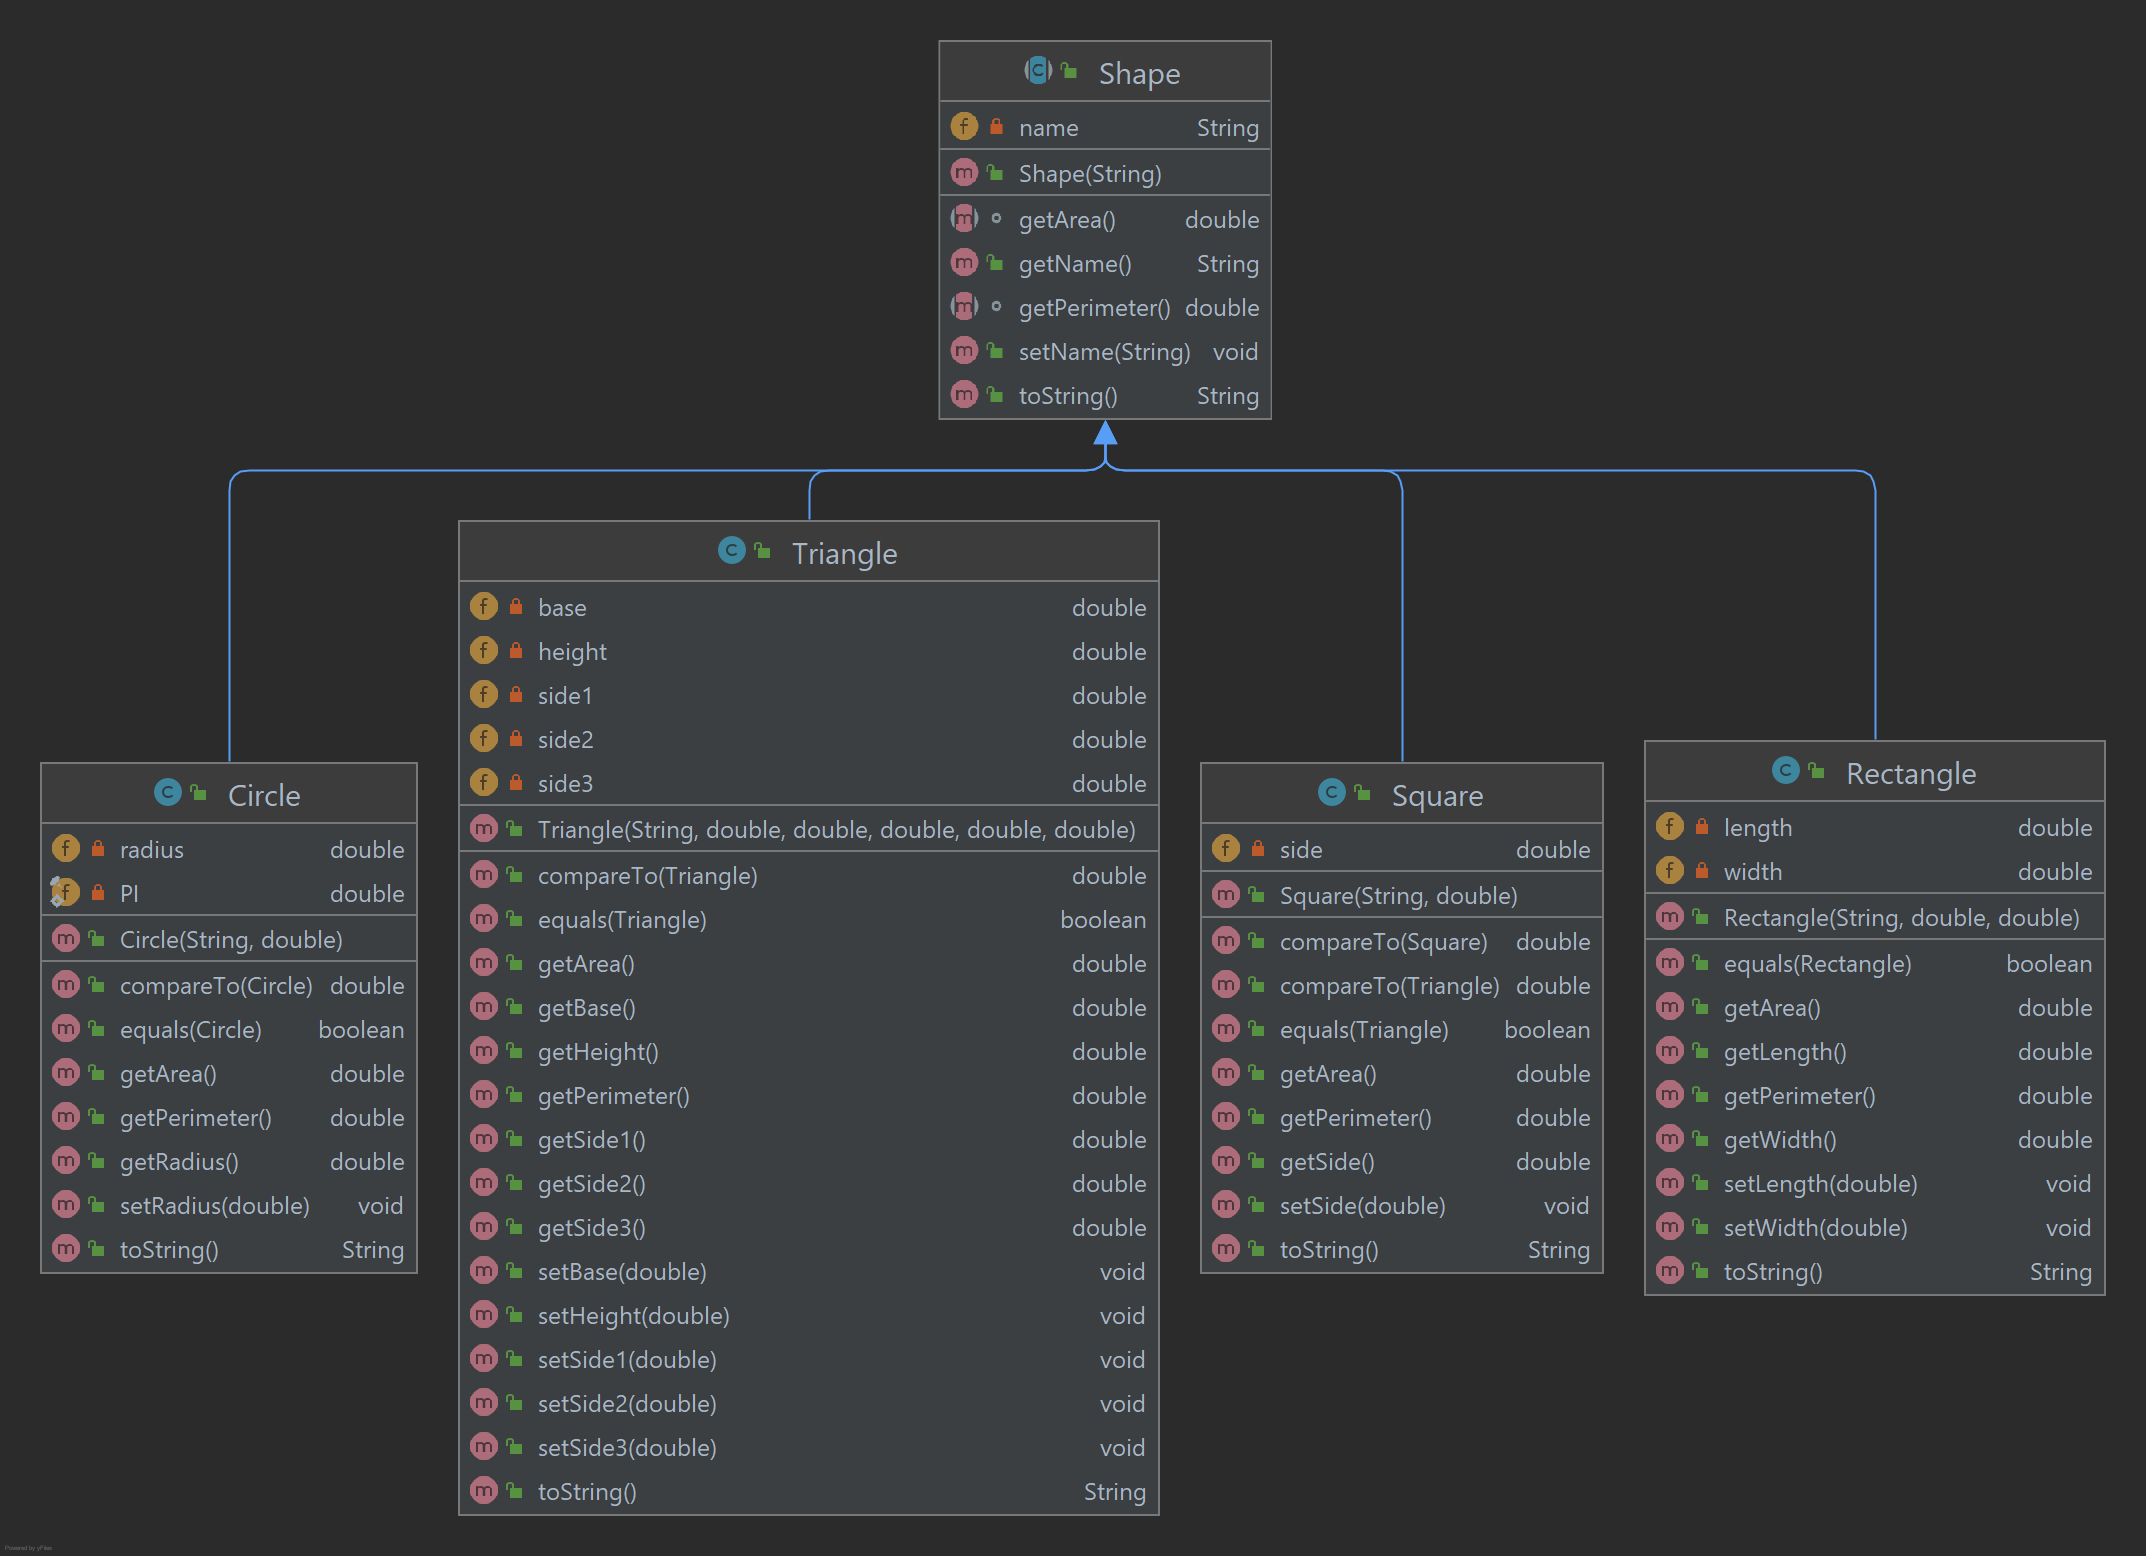 Shape
name String
Shape(String)
getArea() double
getName() String
getPerimeter() double
setName(String) void
toString() String
Triangle
base double
height double
side1 double
side2 double
side3 double
Triangle(String, double, double, double, double, double)
compareTo(Triangle) double
equals(Triangle) boolean
getArea() double
getBase() double
getHeight() double
getPerimeter() double
getSide1() double
getSide2() double
getSide3() double
setBase(double) void
setHeight(double) void
setSide1(double) void
setSide2(double) void
setSide3(double) void
toString() String
Circle
radius double
PI double
Circle(String, double)
compareTo(Circle) double
equals(Circle) boolean
getArea() double
getPerimeter() double
getRadius() double
setRadius(double) void
toString() String
Square
side double
Square(String, double)
compareTo(Square) double
compareTo(Triangle) double
equals(Triangle) boolean
getArea() double
getPerimeter() double
getSide() double
setSide(double) void
toString() String
Rectangle
length double
width double
Rectangle(String, double, double)
equals(Rectangle) boolean
getArea() double
getLength() double
getPerimeter() double
getWidth() double
setLength(double) void
setWidth(double) void
toString() String
Powered by yFiles